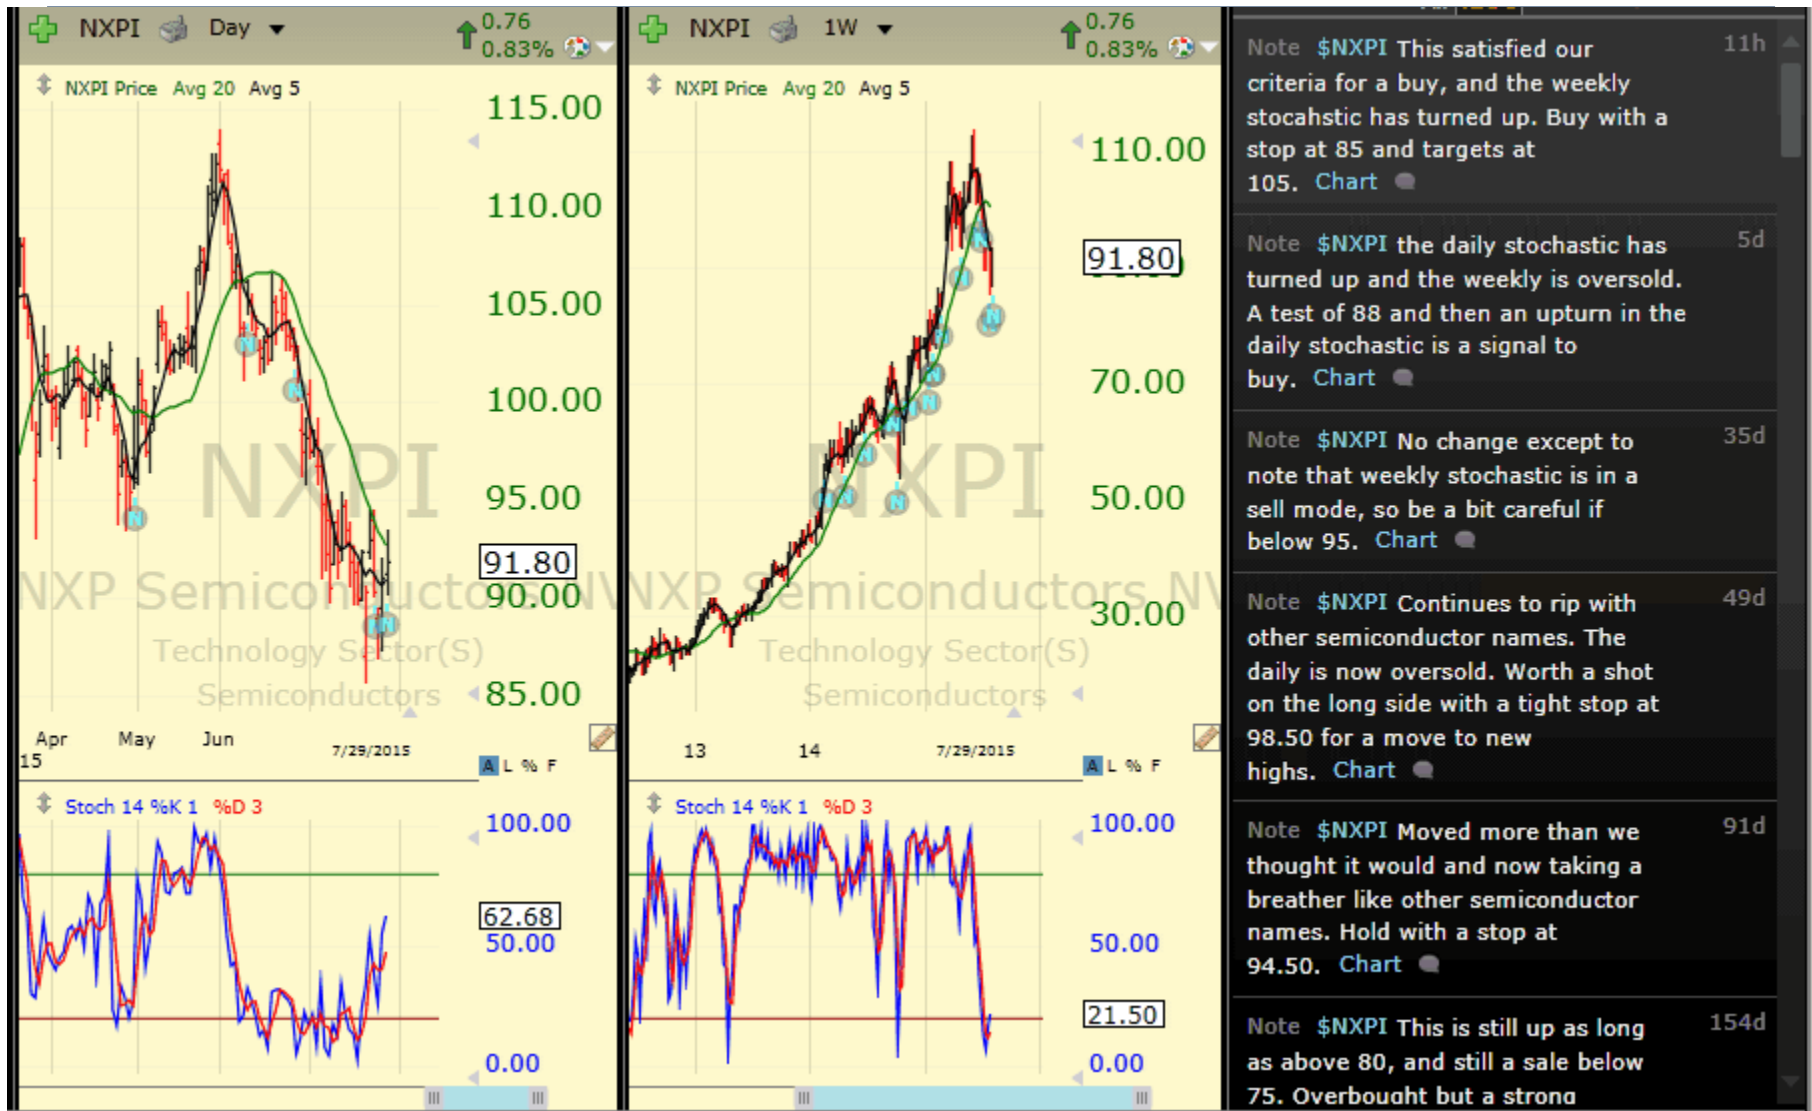 NXPI Day
0.76
0.83%
NXPI Price Avg 20 Avg 5
115.00
110.00
105.00
100.00
95.00
91.80
90.00
85.00
NXPI
NXP Semiconductors NV
Technology Sector(S)
Semiconductors
Apr May Jun
15
7/29/2015
A L % F
Stoch 14 %K 1 %D 3
100.00
62.68
50.00
0.00
NXPI 1W
0.76
0.83%
NXPI Price Avg 20 Avg 5
110.00
91.80
70.00
50.00
30.00
NXPI
NXP Semiconductors NV
Technology Sector(S)
Semiconductors
13 14 7/29/2015
A L % F
Stoch 14 %K 1 %D 3
100.00
50.00
21.50
0.00
Note $NXPI This satisfied our 11h
criteria for a buy, and the weekly
stocahstic has turned up. Buy with a
stop at 85 and targets at
105. Chart
Note $NXPI the daily stochastic has 5d
turned up and the weekly is oversold.
A test of 88 and then an upturn in the
daily stochastic is a signal to
buy. Chart
Note $NXPI No change except to 35d
note that weekly stochastic is in a
sell mode, so be a bit careful if
below 95. Chart
Note $NXPI Continues to rip with 49d
other semiconductor names. The
daily is now oversold. Worth a shot
on the long side with a tight stop at
98.50 for a move to new
highs. Chart
Note $NXPI Moved more than we 91d
thought it would and now taking a
breather like other semiconductor
names. Hold with a stop at
94.50. Chart
Note $NXPI This is still up as long 154d
as above 80, and still a sale below
75. Overbought but a strong